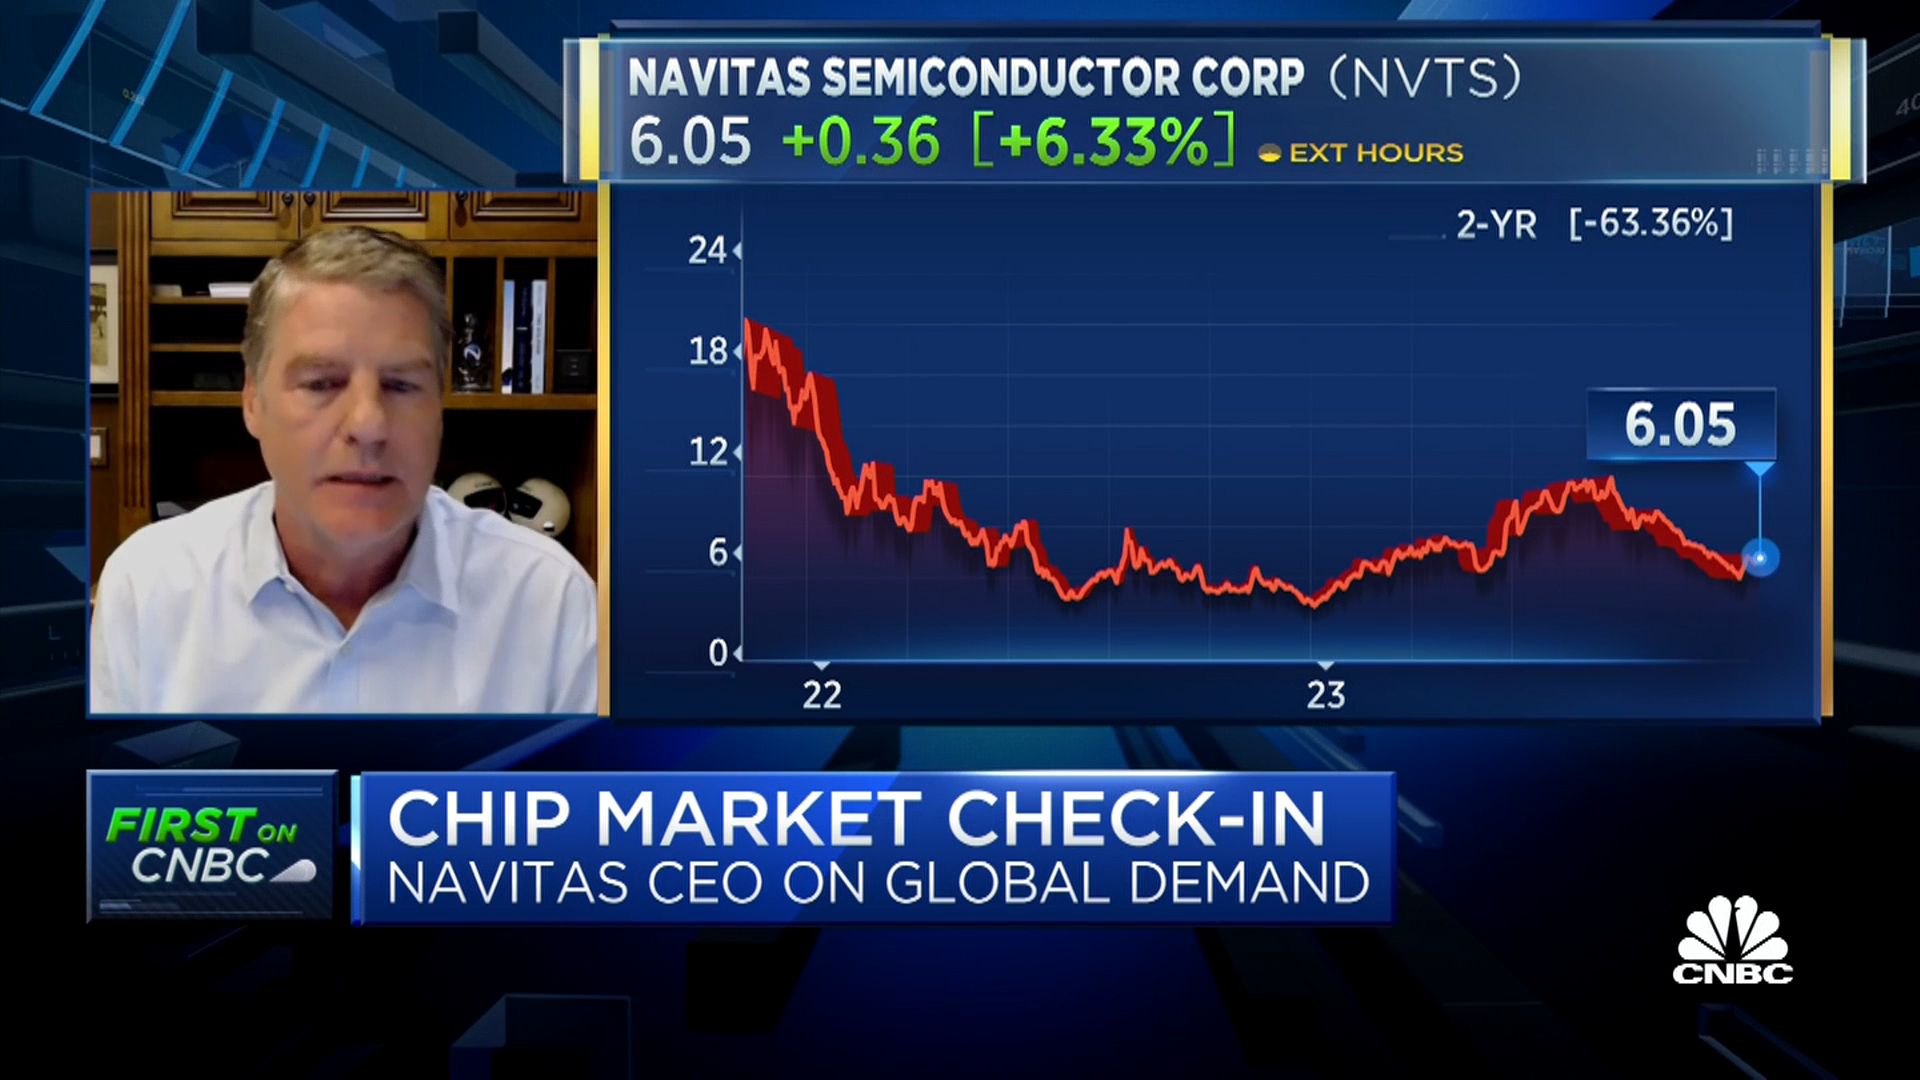 NAVITAS SEMICONDUCTOR CORP (NVTS)
6.05 +0.36 [+6.33%] EXT HOURS
2-YR [-63.36%]
24
18
12
6
0
6.05
22
23
FIRST ON
CNBC
CHIP MARKET CHECK-IN
NAVITAS CEO ON GLOBAL DEMAND
CNBC